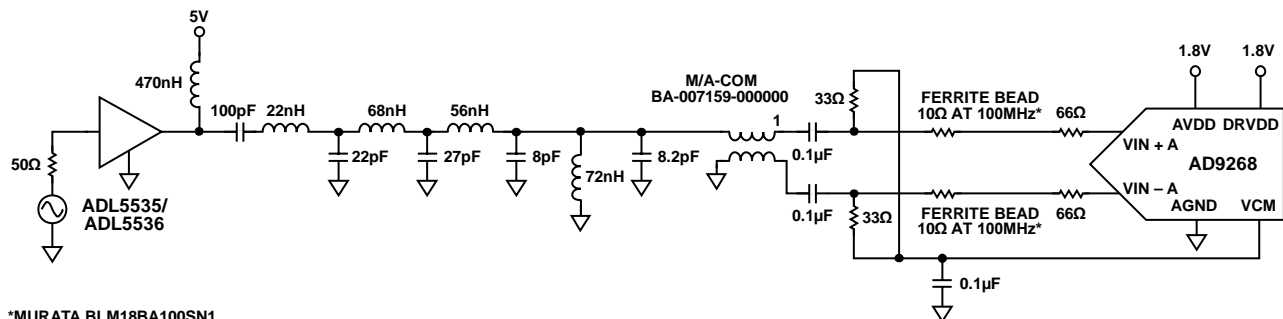 5V
1.8V
1.8V
470nH
M/A-COM
BA-007159-000000
100pF
22nH
68nH
56nH
1
33Ω
FERRITE BEAD
10Ω AT 100MHz*
66Ω
AVDD DRVDD
VIN + A
0.1µF
50Ω
22pF
27pF
8pF
8.2pF
AD9268
72nH
VIN – A
ADL5535/
ADL5536
0.1µF
33Ω
FERRITE BEAD
10Ω AT 100MHz*
66Ω
AGND
VCM
0.1µF
*MURATA BLM18BA100SN1